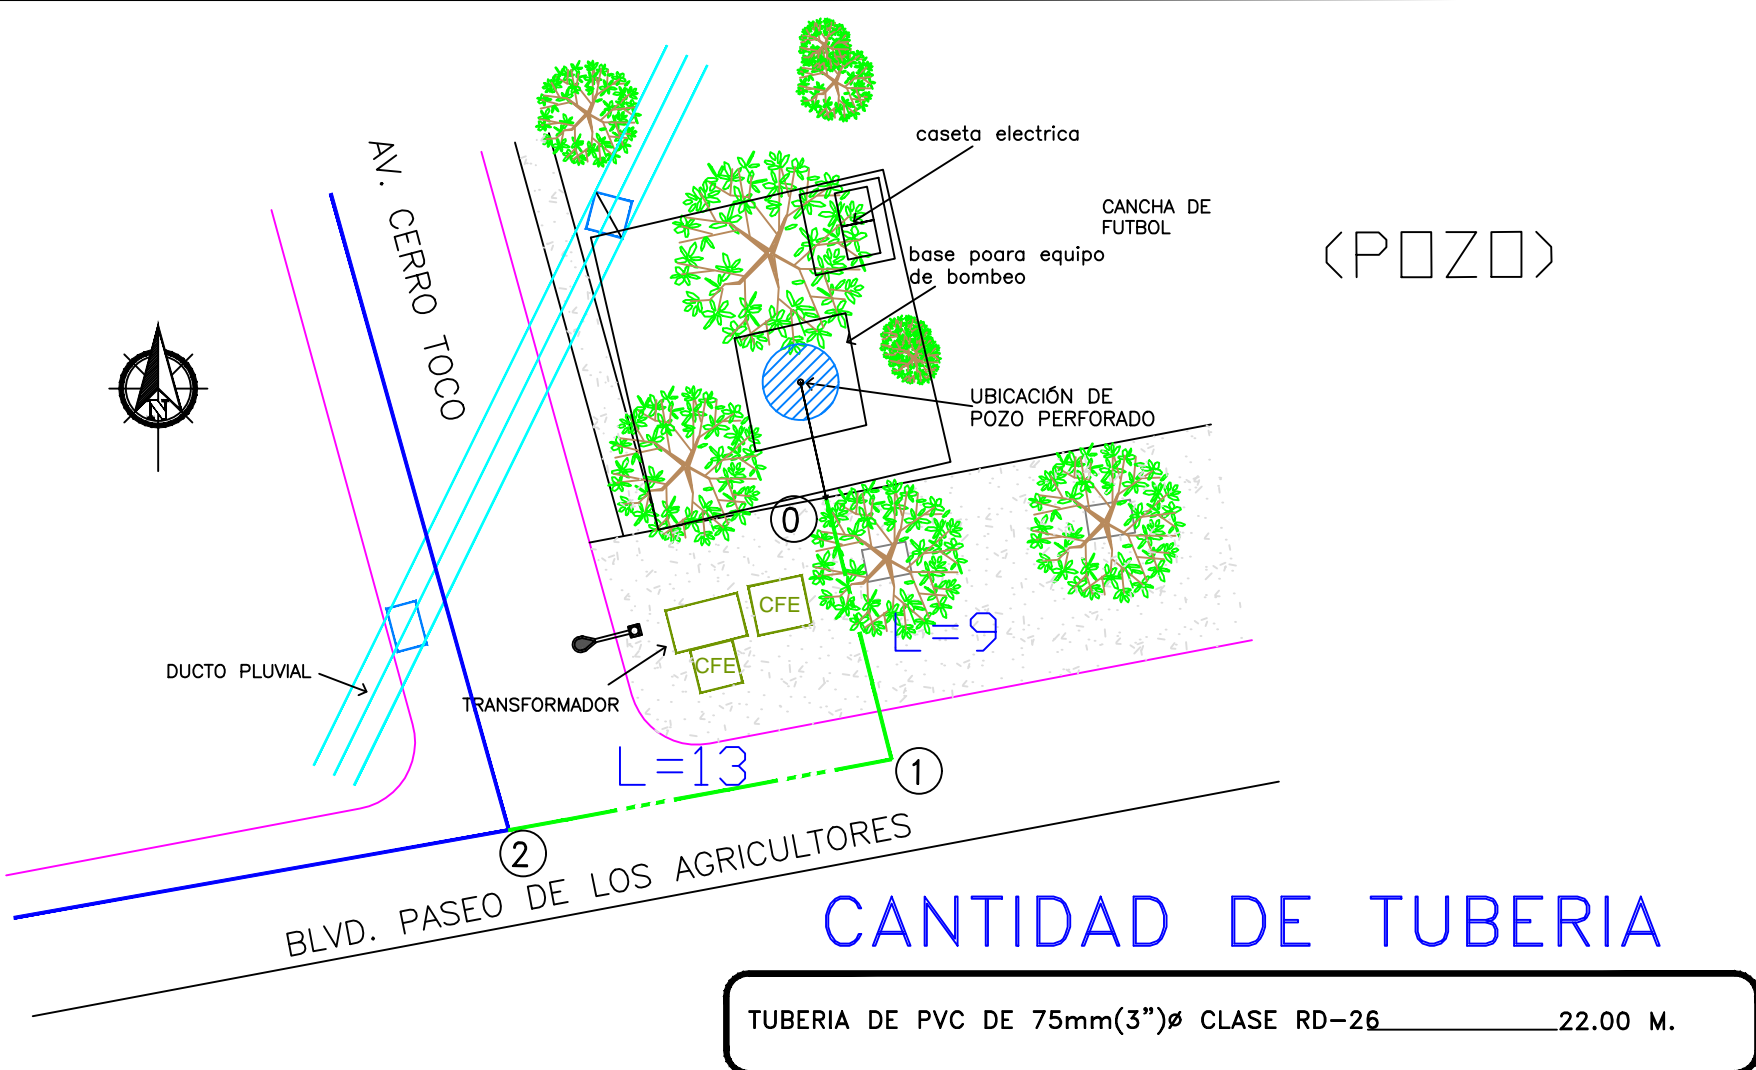 caseta electrica
AV. CERRO TOCO
CANCHA DE
FUTBOL
(POZO)
base poara equipo
de bombeo
N
UBICACIÓN DE
POZO PERFORADO
0
CFE
L=9
CFE
DUCTO PLUVIAL
TRANSFORMADOR
L=13
1
2
BLVD. PASEO DE LOS AGRICULTORES
CANTIDAD DE TUBERIA
TUBERIA DE PVC DE 75mm(3")ø CLASE RD-26__________22.00 M.